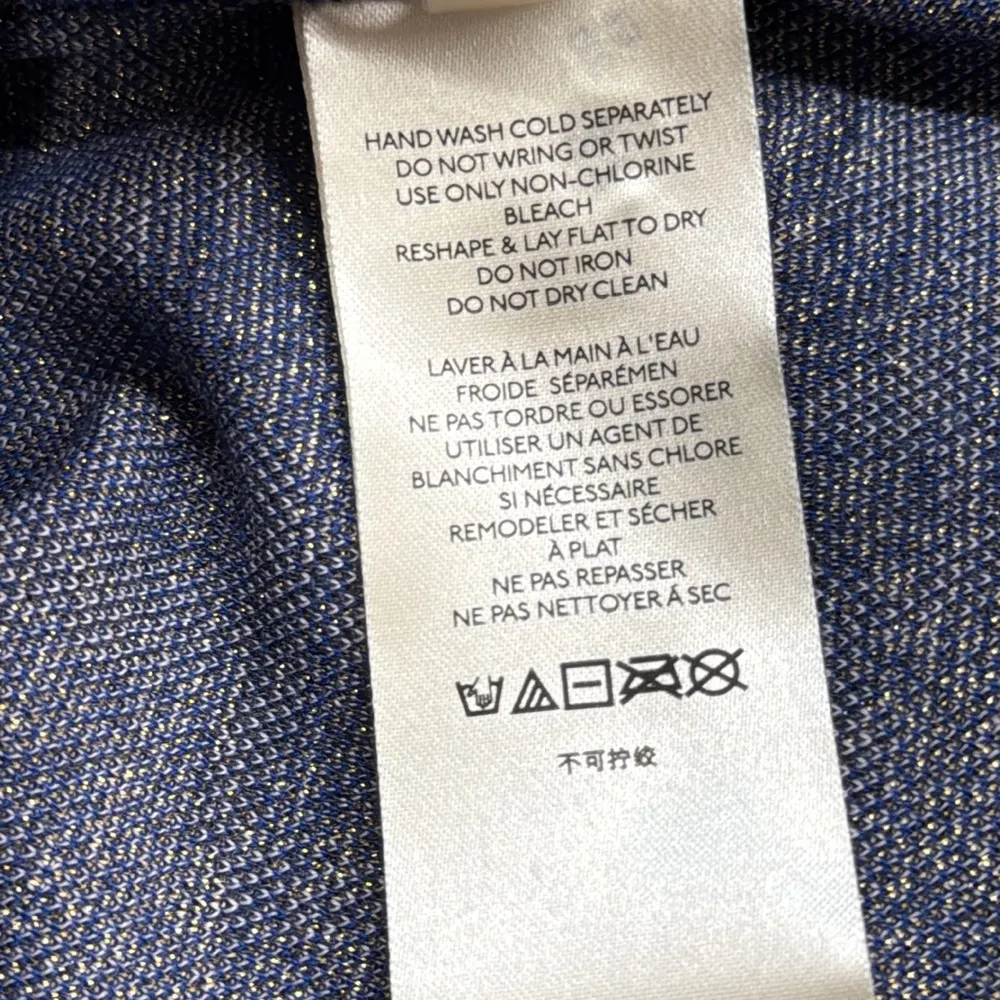 HAND WASH COLD SEPARATELY
DO NOT WRING OR TWIST
USE ONLY NON-CHLORINE
BLEACH
RESHAPE & LAY FLAT TO DRY
DO NOT IRON
DO NOT DRY CLEAN
LAVER À LA MAIN À L'EAU
FROIDE SÉPARÉMEN
NE PAS TORDRE OU ESSORER
UTILISER UN AGENT DE
BLANCHIMENT SANS CHLORE
SI NÉCESSAIRE
REMODELER ET SÉCHER
À PLAT
NE PAS REPASSER
NE PAS NETTOYER Á SEC
不可拧绞